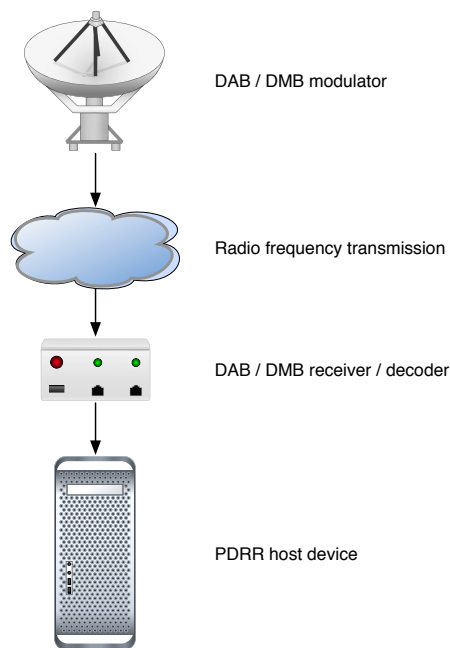 DAB / DMB modulator
Radio frequency transmission
DAB / DMB receiver / decoder
PDRR host device